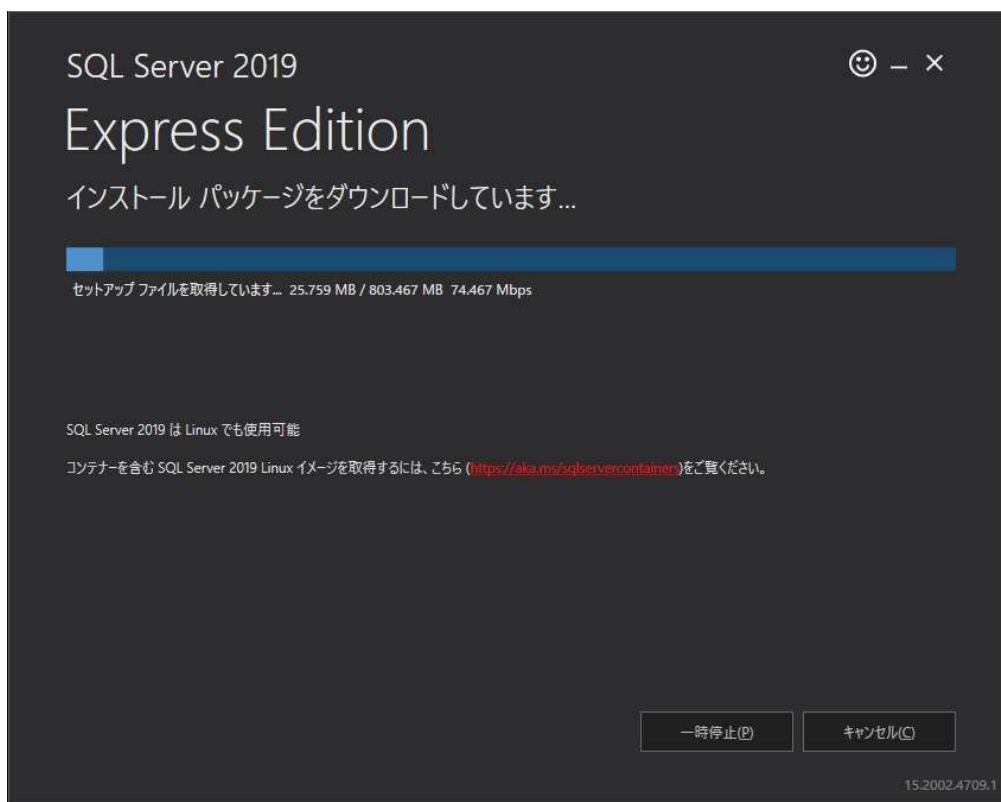 SQL Server 2019
Express Edition
インストール パッケージをダウンロードしています...
セットアップ ファイルを取得しています... 25.759 MB / 803.467 MB 74.467 Mbps
SQL Server 2019 は Linux でも使用可能
コンテナーを含む SQL Server 2019 Linux イメージを取得するには、こちら (https://aka.ms/sqlservercontainers)をご覧ください。
一時停止(P) キャンセル(C)
15.2002.4709.1